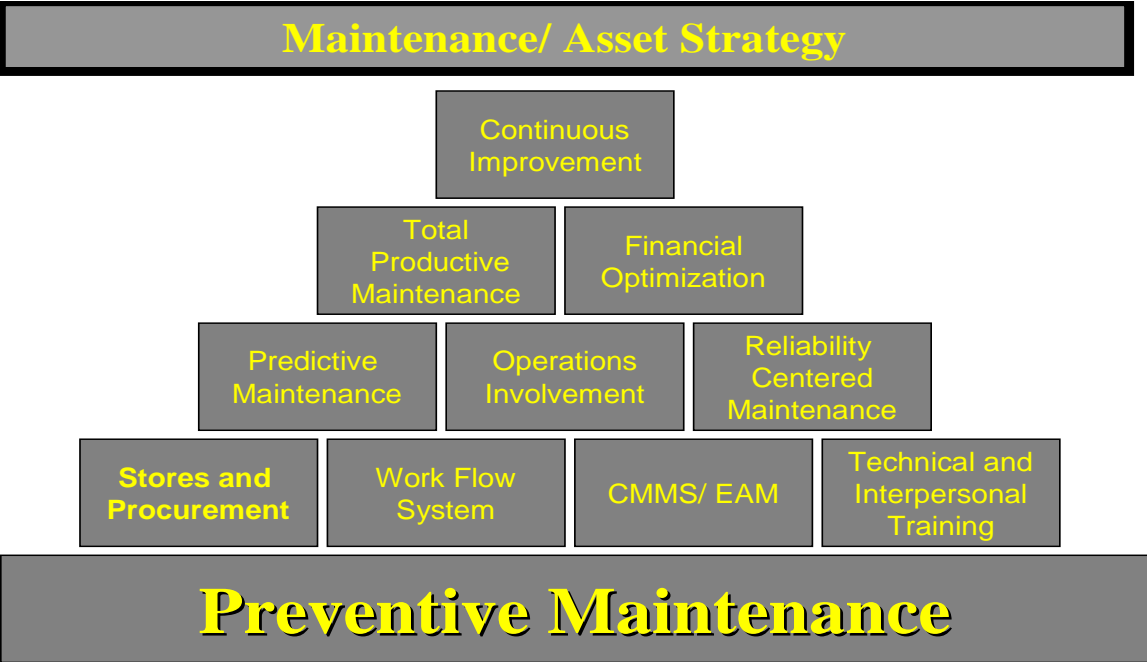 Maintenance/ Asset Strategy
Continuous
Improvement
Total
Productive
Maintenance
Financial
Optimization
Predictive
Maintenance
Operations
Involvement
Reliability
Centered
Maintenance
Stores and
Procurement
Work Flow
System
CMMS/ EAM
Technical and
Interpersonal
Training
Preventive Maintenance